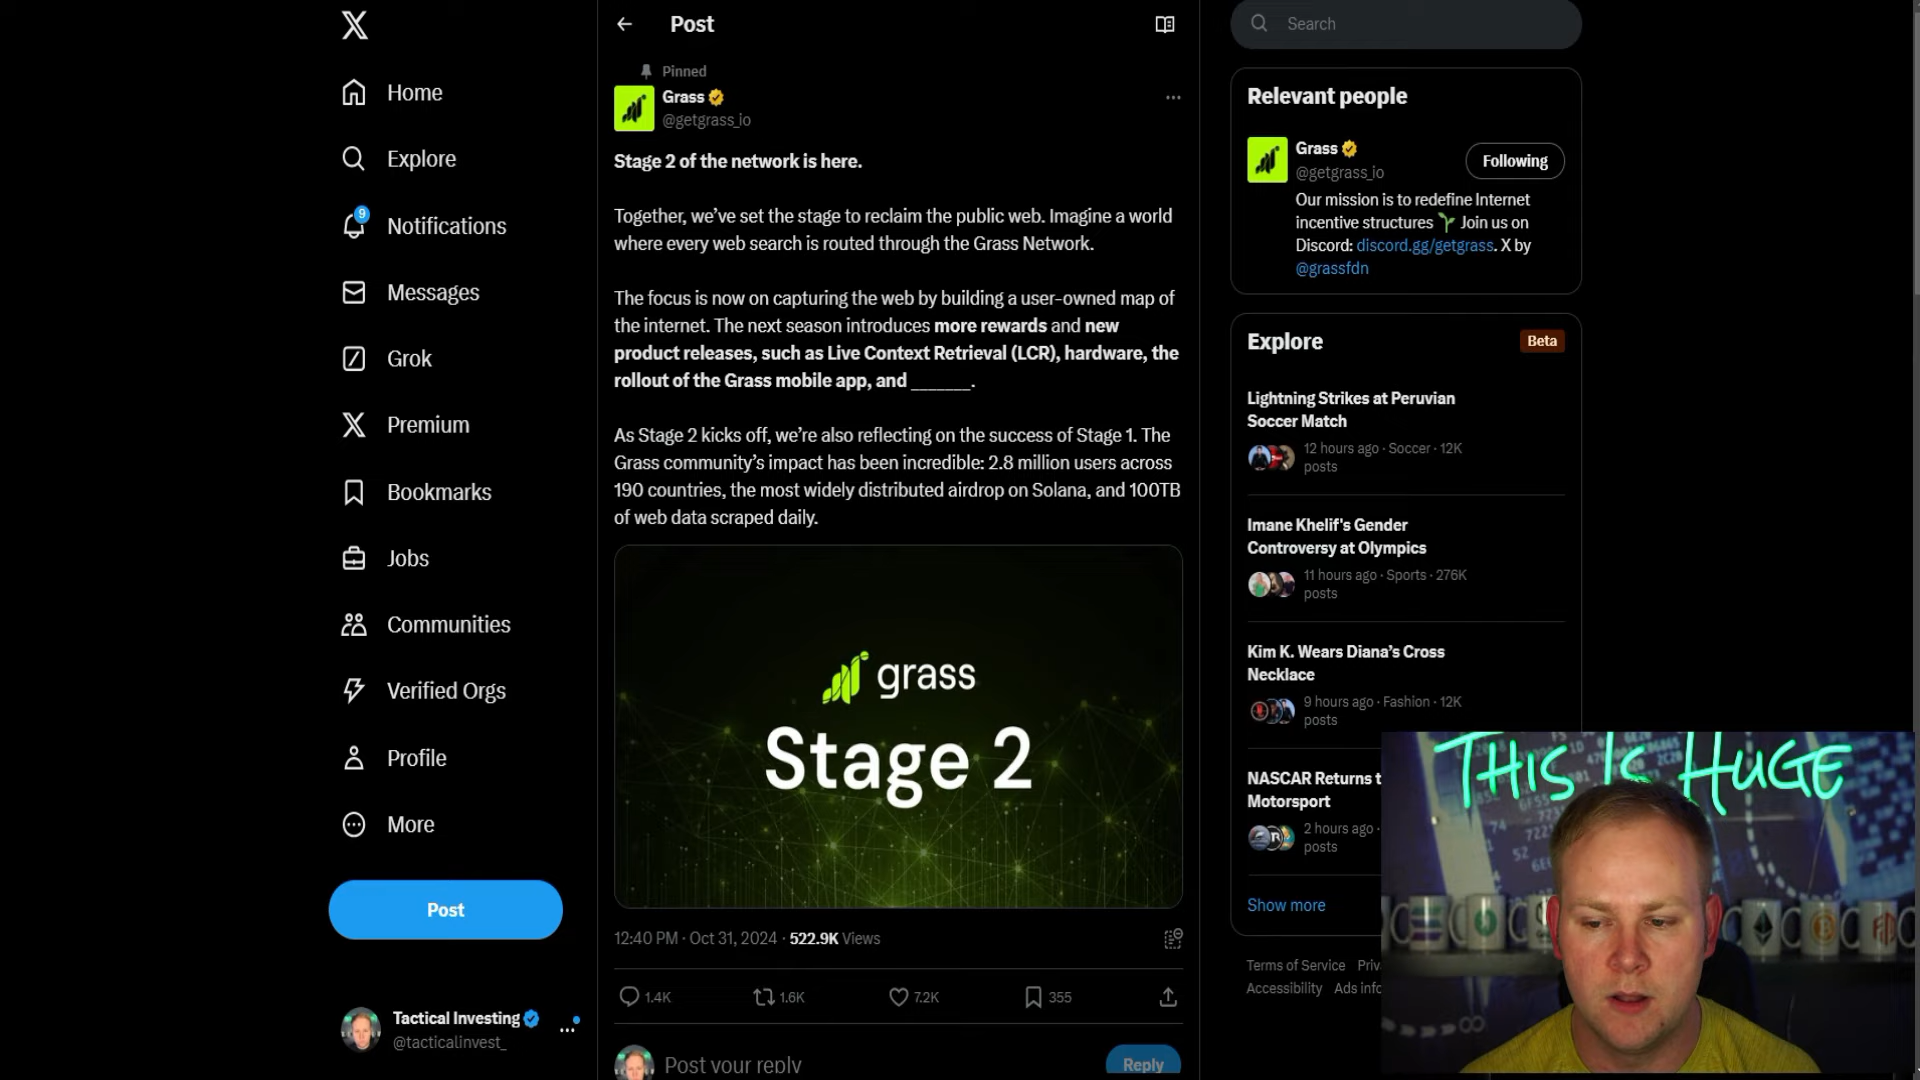 Home
Explore
9
Notifications
Messages
Grok
Premium
Bookmarks
Jobs
Communities
Verified Orgs
Profile
More
Post
Tactical Investing
@tacticalinvest_
Post
Pinned
Grass
@getgrass_io
Stage 2 of the network is here.
Together, we’ve set the stage to reclaim the public web. Imagine a world
where every web search is routed through the Grass Network.
The focus is now on capturing the web by building a user-owned map of
the internet. The next season introduces more rewards and new
product releases, such as Live Context Retrieval (LCR), hardware, the
rollout of the Grass mobile app, and _______.
As Stage 2 kicks off, we’re also reflecting on the success of Stage 1. The
Grass community’s impact has been incredible: 2.8 million users across
190 countries, the most widely distributed airdrop on Solana, and 100TB
of web data scraped daily.
grass
Stage 2
12:40 PM · Oct 31, 2024 · 522.9K Views
1.4K 1.6K 7.2K 355
Post your reply
Reply
Search
Relevant people
Grass
@getgrass_io
Following
Our mission is to redefine Internet
incentive structures Join us on
Discord: discord.gg/getgrass. X by
@grassfdn
Explore
Beta
Lightning Strikes at Peruvian
Soccer Match
12 hours ago · Soccer · 12K
posts
Imane Khelif's Gender
Controversy at Olympics
11 hours ago · Sports · 276K
posts
Kim K. Wears Diana’s Cross
Necklace
9 hours ago · Fashion · 12K
posts
NASCAR Returns t
Motorsport
2 hours ago ·
posts
Show more
Terms of Service Priv
Accessibility Ads info
THIS IS HUGE